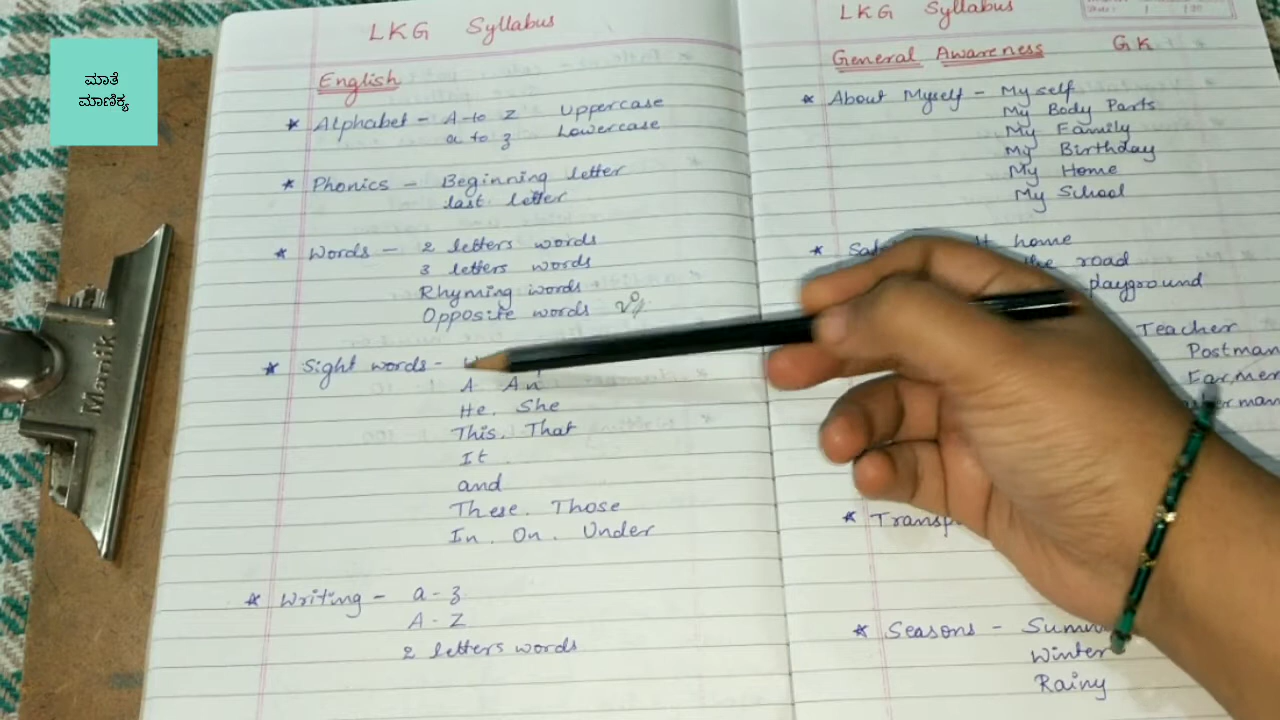 ಮಾತೆ
ಮಾಣಿಕ್ಯ
Manik
LKG Syllabus
English
* Alphabet - A to Z Uppercase
a to z Lowercase
* Phonics - Beginning letter
last letter
* Words - 2 letters words
3 letters words
Rhyming words
Opposite words
* Sight words -
A An
He. She
This. That
It
and
These. Those
In. On. Under
* Writing - a - z
A - Z
2 letters words
LKG Syllabus
General Awareness GK
* About Myself - My self
My Body Parts
My Family
My Birthday
My Home
My School
* home
the road
playground
Teacher
Postman
Farmer
*
* Seasons -
Winter
Rainy